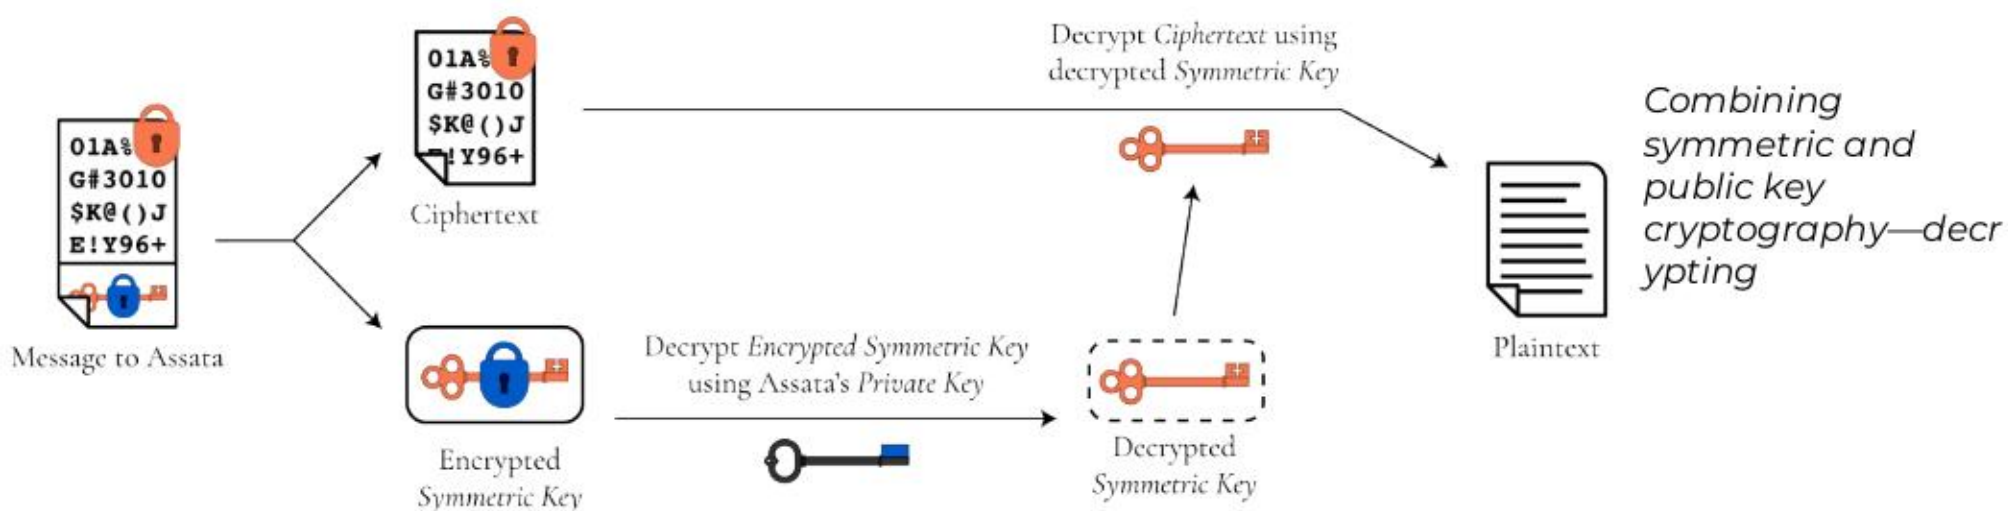 01A%
G#3010
$K@()J
E!Y96+
Message to Assata
01A%
G#3010
$K@()J
E!Y96+
Ciphertext
Encrypted
Symmetric Key
Decrypt Encrypted Symmetric Key
using Assata's Private Key
Decrypted
Symmetric Key
Decrypt Ciphertext using
decrypted Symmetric Key
Plaintext
Combining
symmetric and
public key
cryptography—decr
ypting